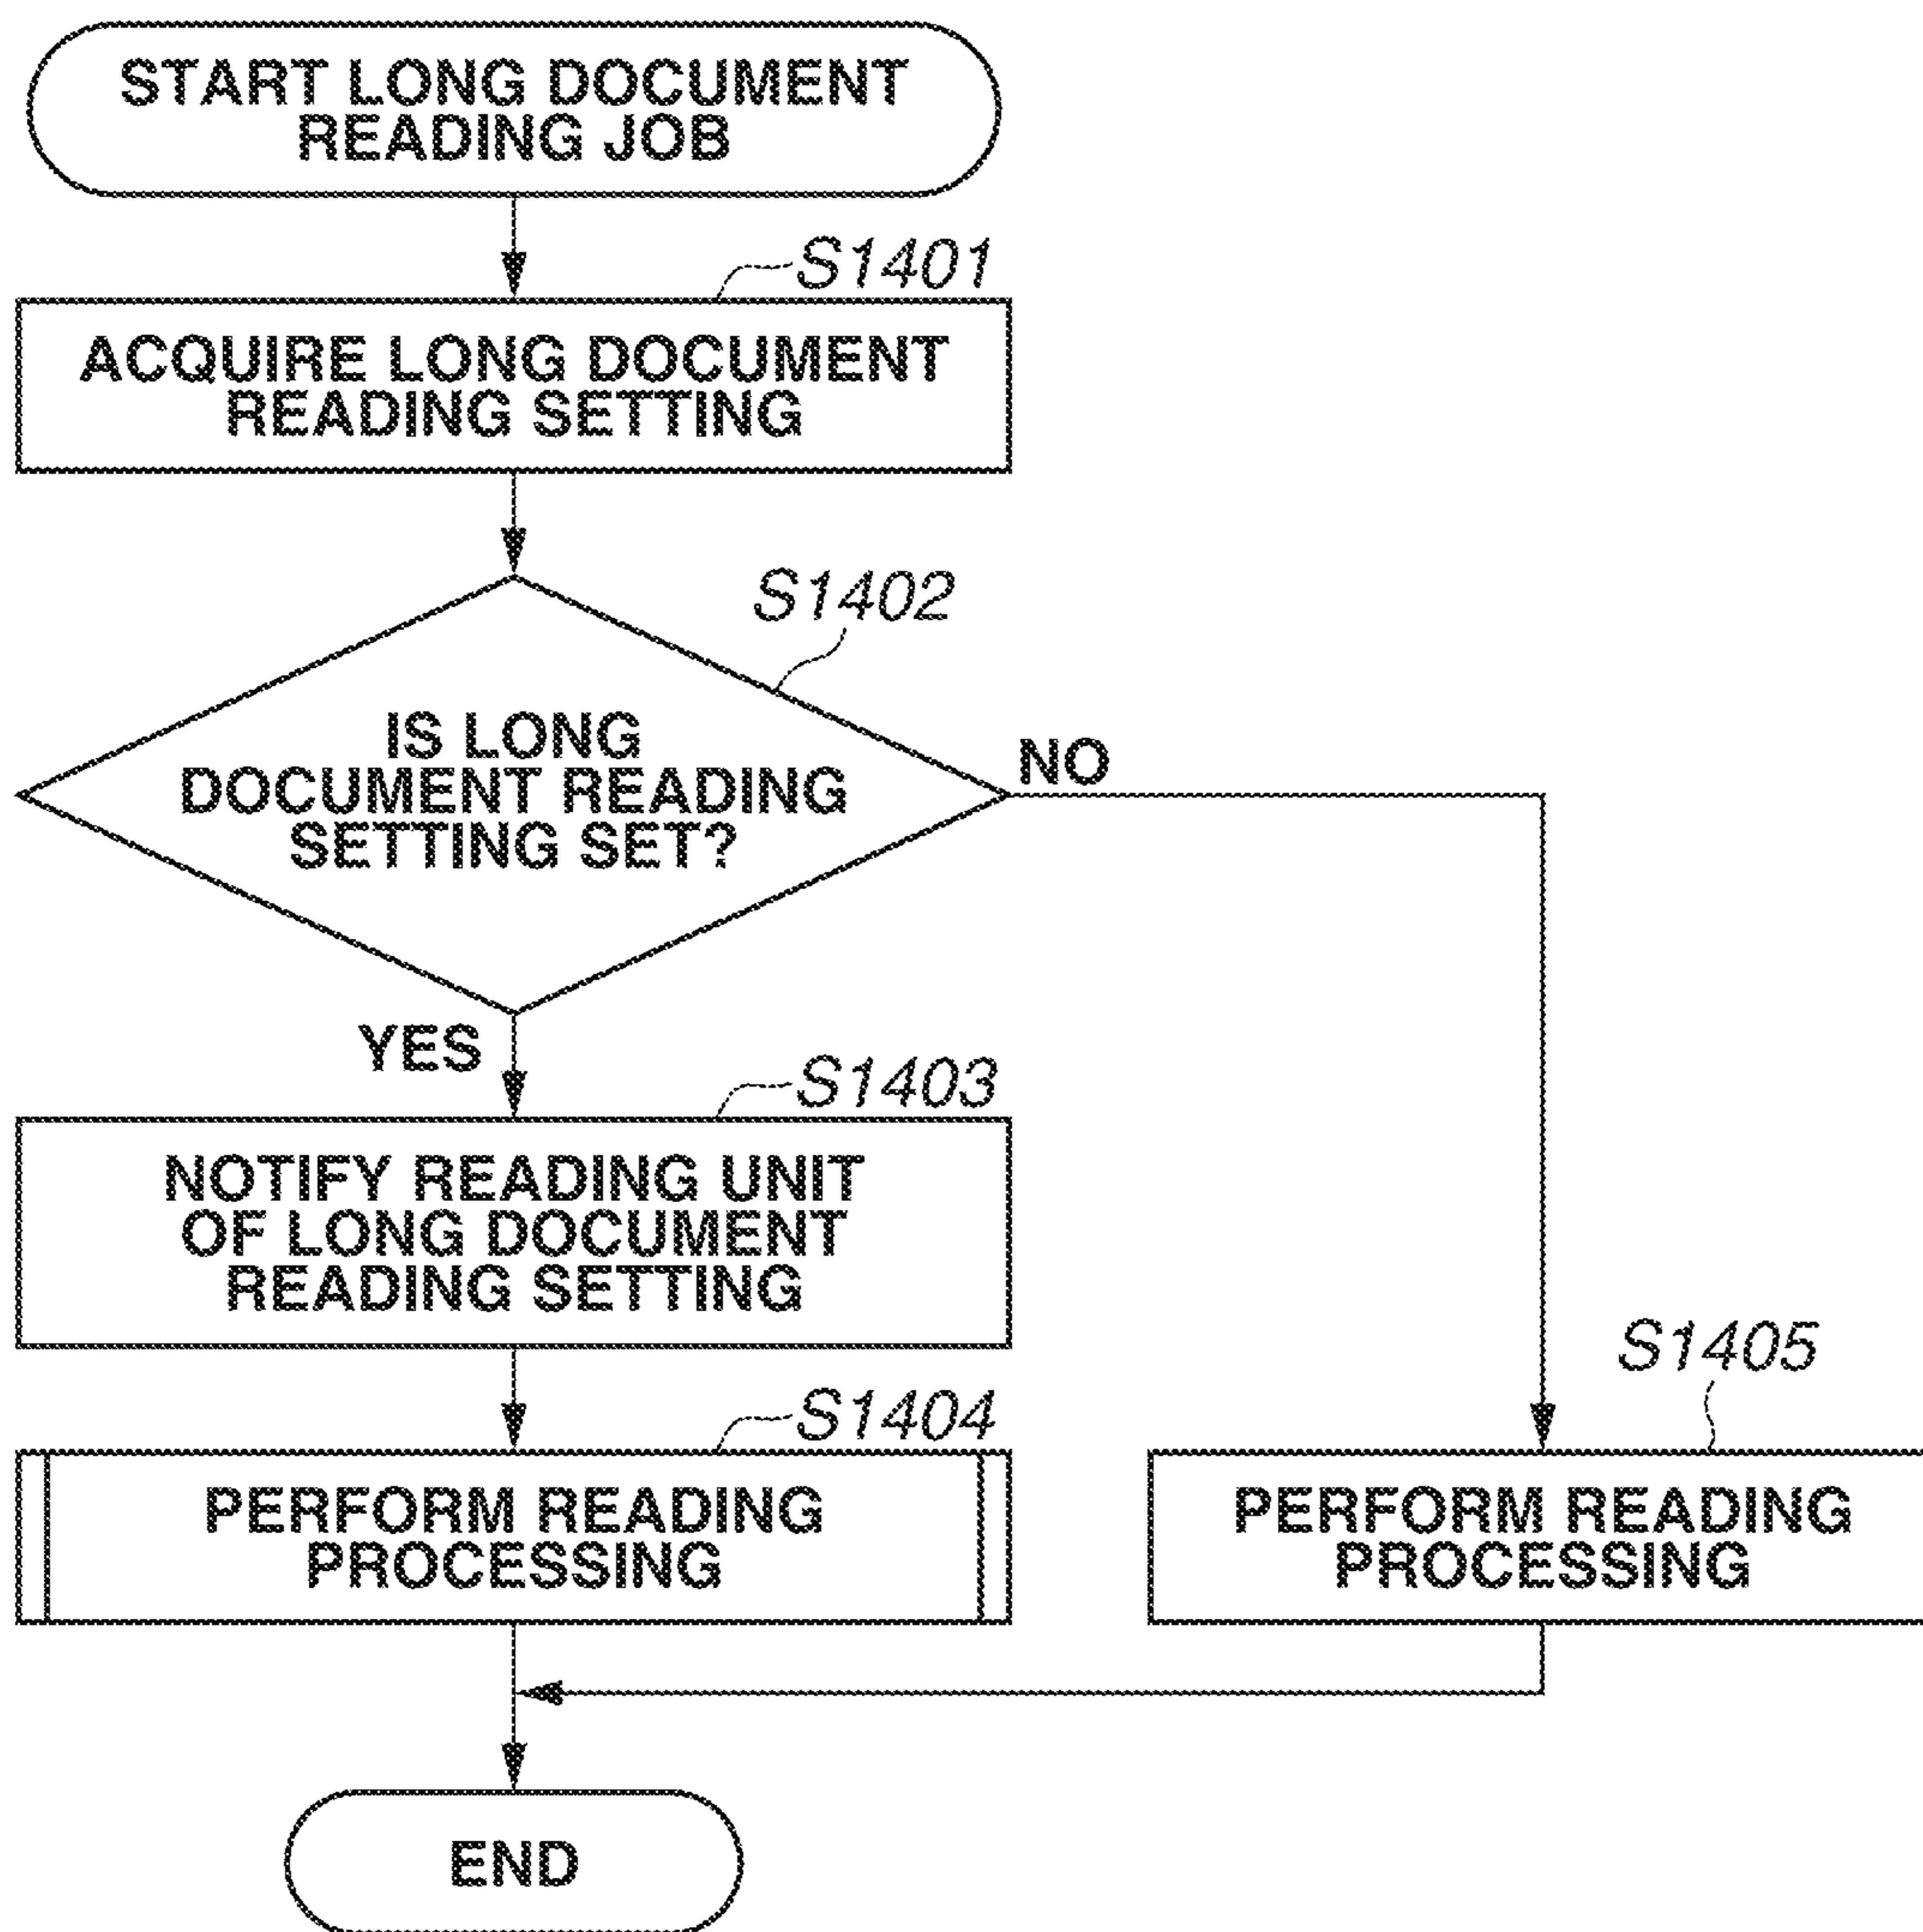 START LONG DOCUMENT
READING JOB
S1401
ACQUIRE LONG DOCUMENT
READING SETTING
S1402
IS LONG
DOCUMENT READING
SETTING SET?
NO
YES
S1403
NOTIFY READING UNIT
OF LONG DOCUMENT
READING SETTING
S1404
PERFORM READING
PROCESSING
S1405
PERFORM READING
PROCESSING
END